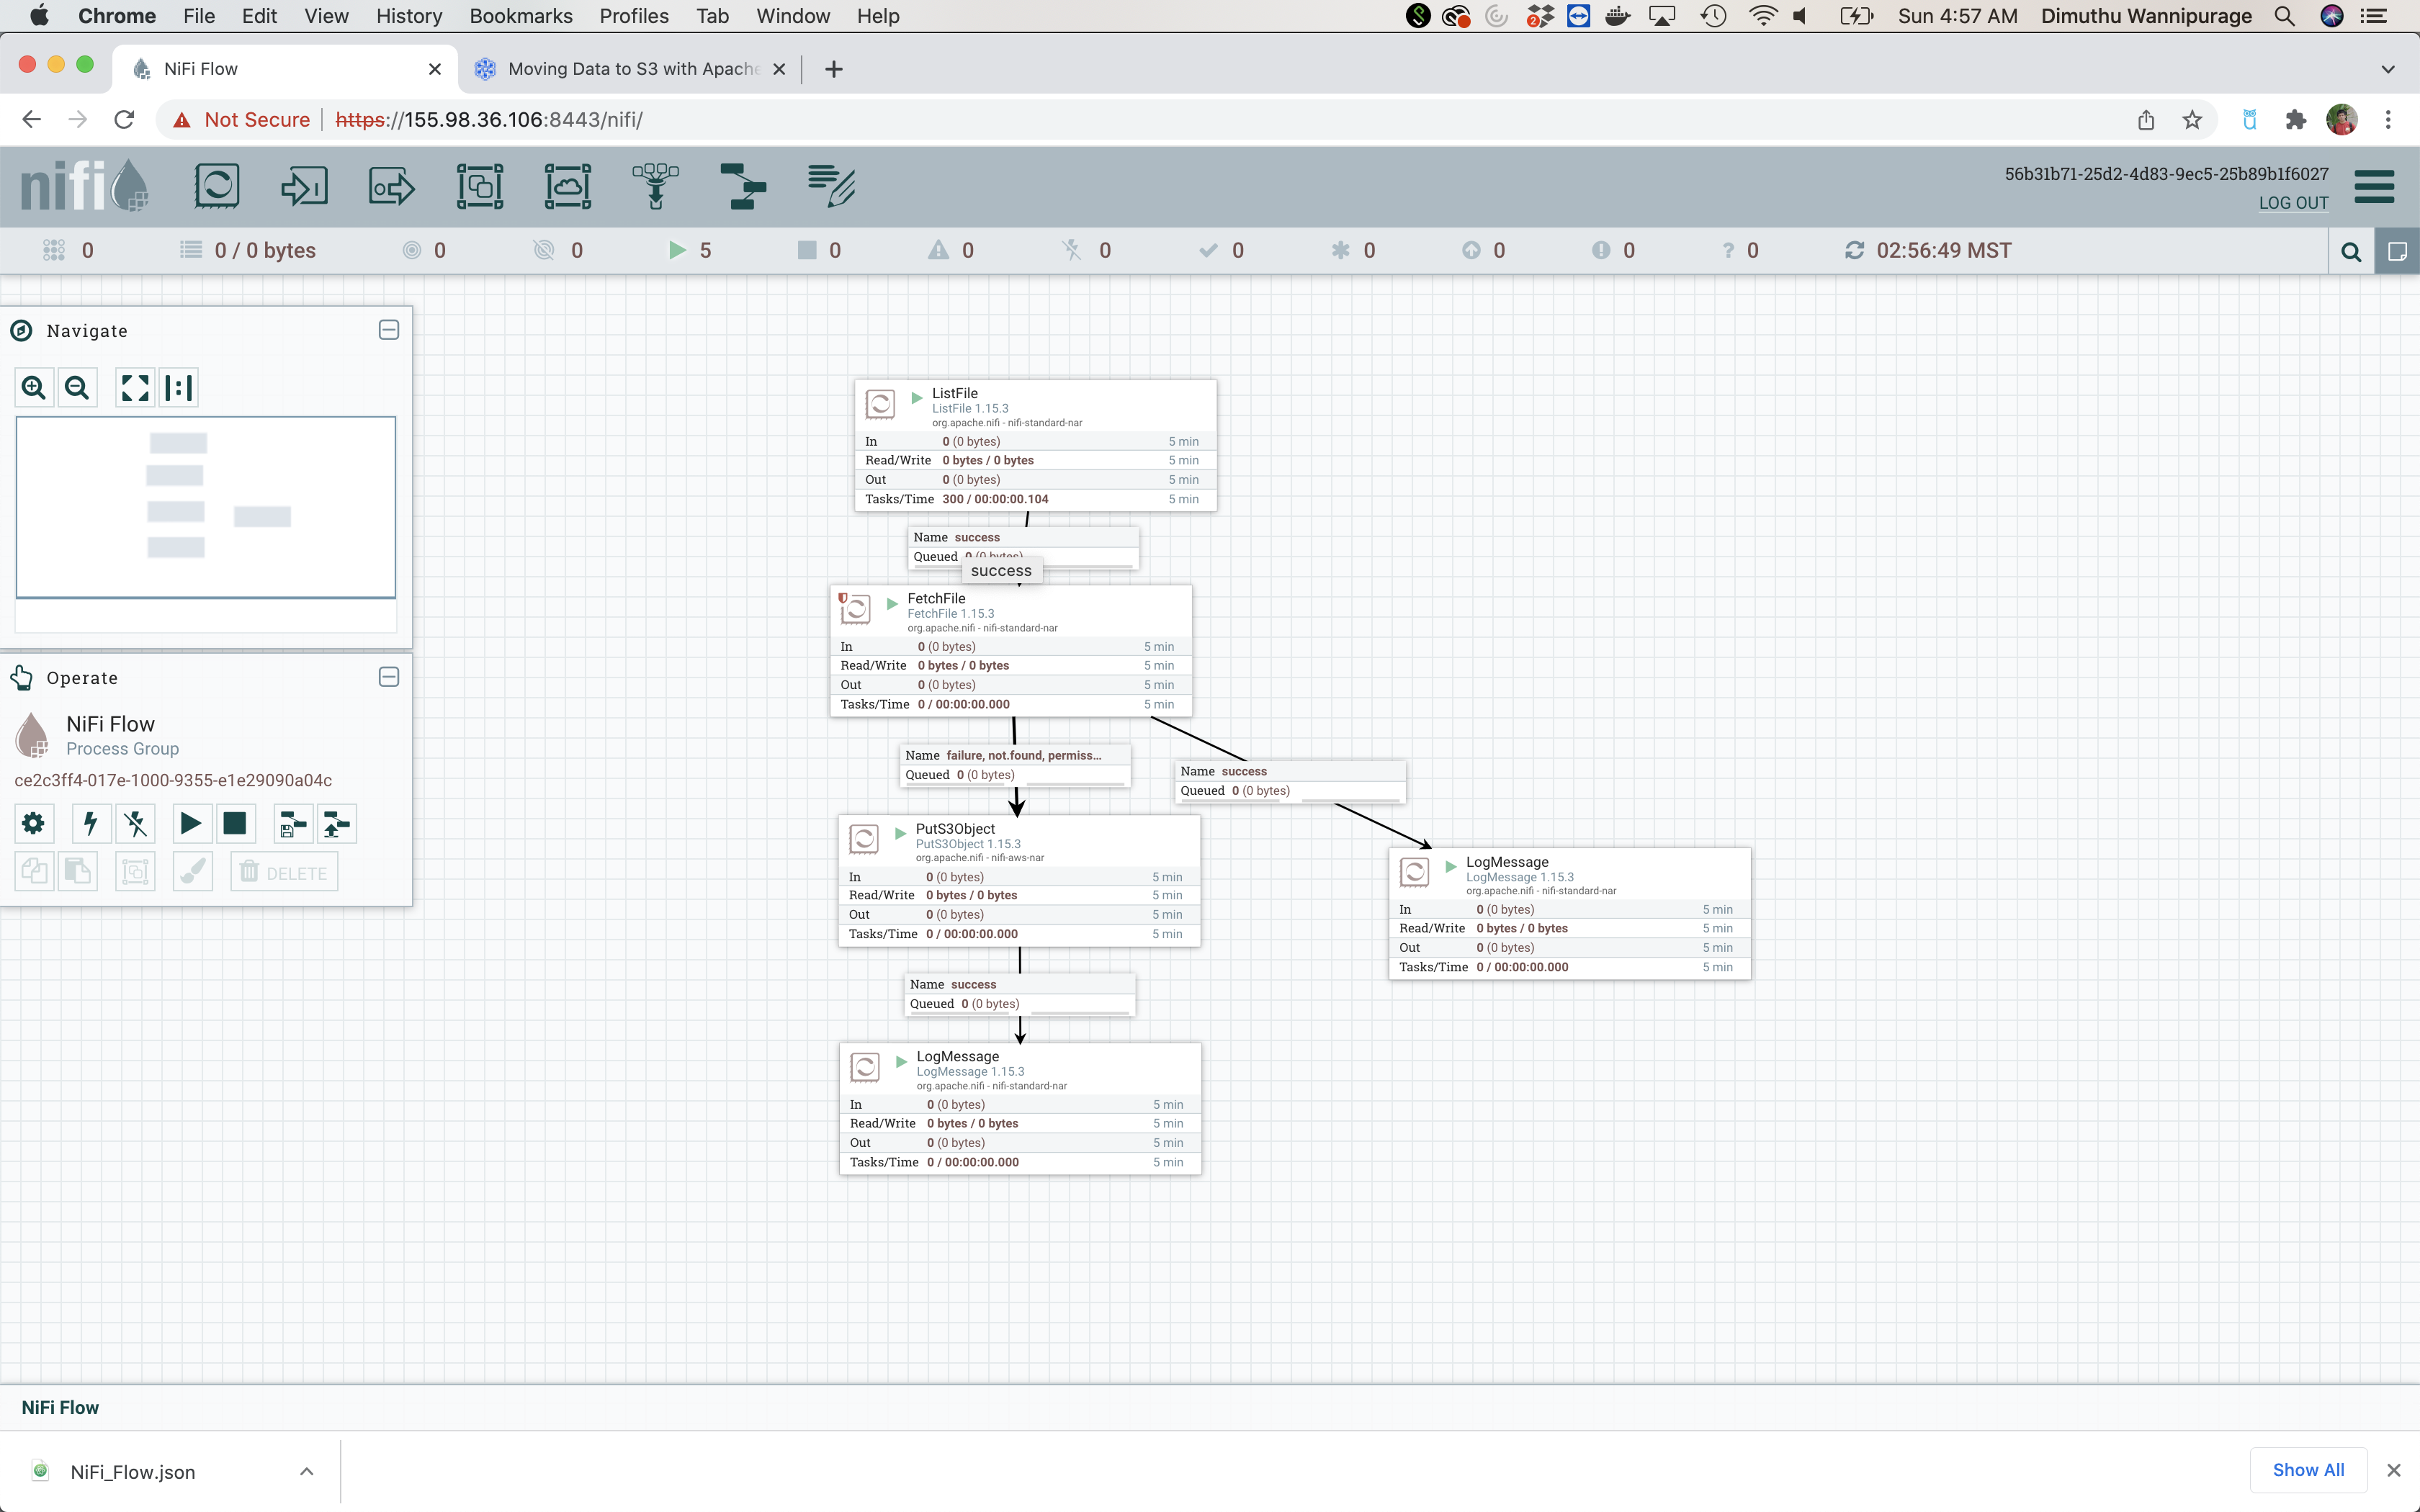 Chrome File Edit View History Bookmarks Profiles Tab Window Help
2
Sun 4:57 AM Dimuthu Wannipurage
NiFi Flow
Moving Data to S3 with Apache
Not Secure https://155.98.36.106:8443/nifi/
nifi
56b31b71-25d2-4d83-9ec5-25b89b1f6027
LOG OUT
0 0 / 0 bytes 0 0 5 0 0 0 0 0 0 0 ? 0 02:56:49 MST
Navigate
Operate
NiFi Flow
Process Group
ce2c3ff4-017e-1000-9355-e1e29090a04c
DELETE
ListFile
ListFile 1.15.3
org.apache.nifi - nifi-standard-nar
In 0 (0 bytes) 5 min
Read/Write 0 bytes / 0 bytes 5 min
Out 0 (0 bytes) 5 min
Tasks/Time 300 / 00:00:00.104 5 min
Name success
Queued 0 (0 bytes)
success
FetchFile
FetchFile 1.15.3
org.apache.nifi - nifi-standard-nar
In 0 (0 bytes) 5 min
Read/Write 0 bytes / 0 bytes 5 min
Out 0 (0 bytes) 5 min
Tasks/Time 0 / 00:00:00.000 5 min
Name failure, not.found, permiss...
Queued 0 (0 bytes)
Name success
Queued 0 (0 bytes)
PutS3Object
PutS3Object 1.15.3
org.apache.nifi - nifi-aws-nar
In 0 (0 bytes) 5 min
Read/Write 0 bytes / 0 bytes 5 min
Out 0 (0 bytes) 5 min
Tasks/Time 0 / 00:00:00.000 5 min
LogMessage
LogMessage 1.15.3
org.apache.nifi - nifi-standard-nar
In 0 (0 bytes) 5 min
Read/Write 0 bytes / 0 bytes 5 min
Out 0 (0 bytes) 5 min
Tasks/Time 0 / 00:00:00.000 5 min
Name success
Queued 0 (0 bytes)
LogMessage
LogMessage 1.15.3
org.apache.nifi - nifi-standard-nar
In 0 (0 bytes) 5 min
Read/Write 0 bytes / 0 bytes 5 min
Out 0 (0 bytes) 5 min
Tasks/Time 0 / 00:00:00.000 5 min
NiFi Flow
NiFi_Flow.json
Show All